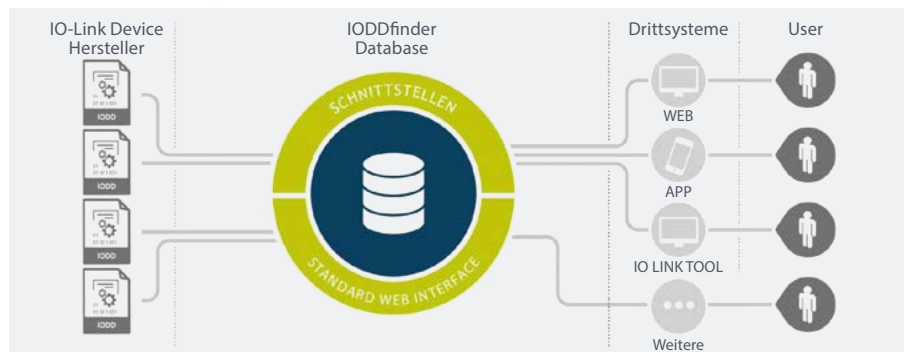 IO-Link Device
Hersteller
IODDfinder
Database
Drittsysteme
User
IODD
IODD
IODD
IODD
SCHNITTSTELLEN
STANDARD WEB INTERFACE
WEB
APP
IO LINK TOOL
Weitere